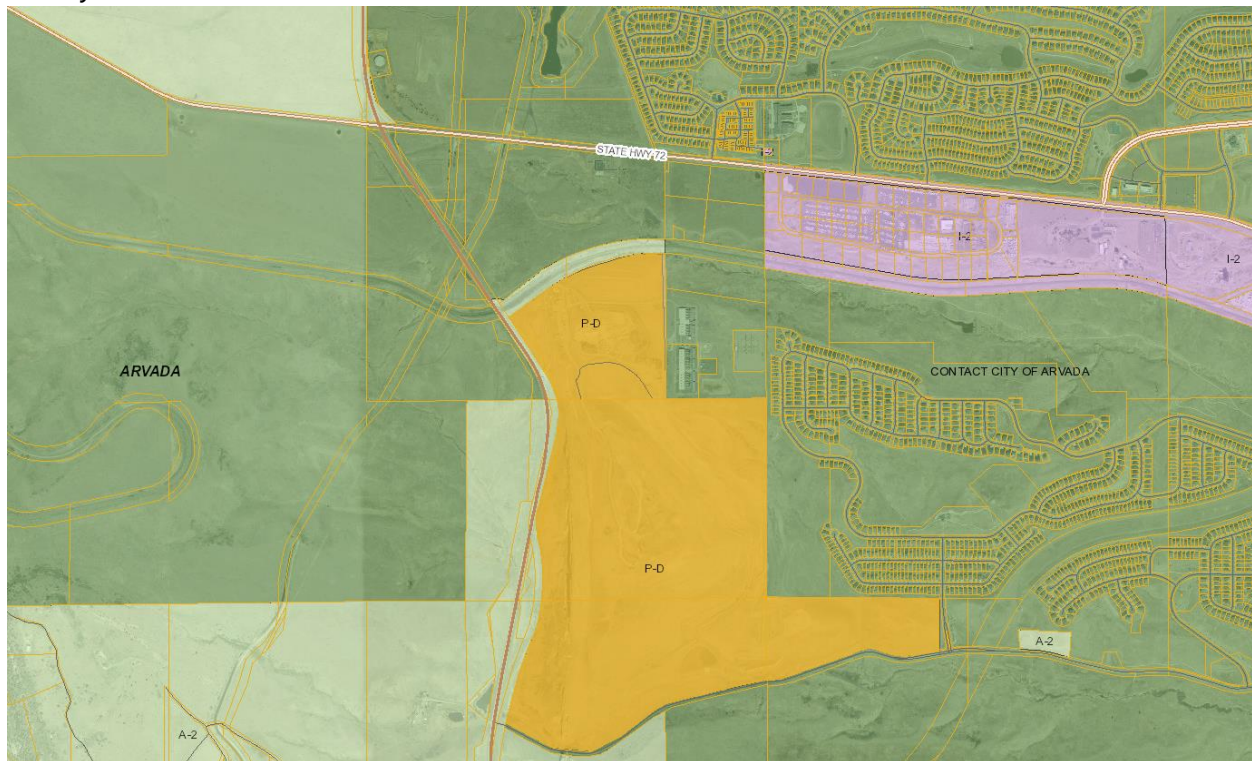 STATE HWY 72
I-2
I-2
P-D
ARVADA
CONTACT CITY OF ARVADA
P-D
A-2
A-2